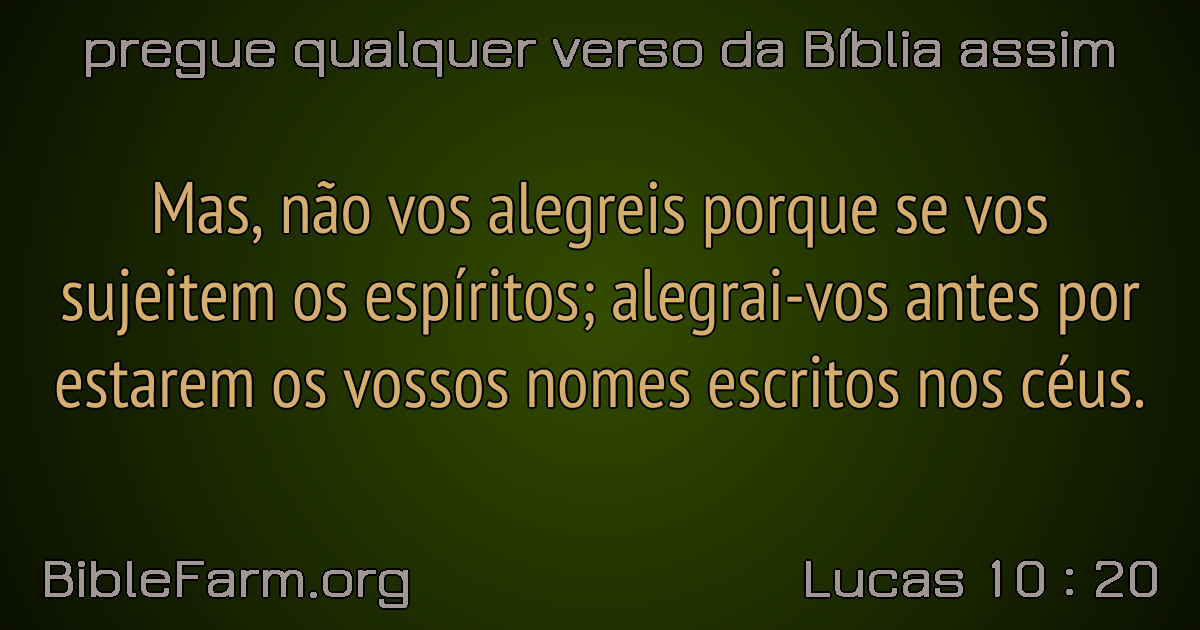 pregue qualquer verso da Bíblia assim
Mas, não vos alegreis porque se vos
sujeitem os espíritos; alegrai-vos antes por
estarem os vossos nomes escritos nos céus.
BibleFarm.org
Lucas 10 : 20